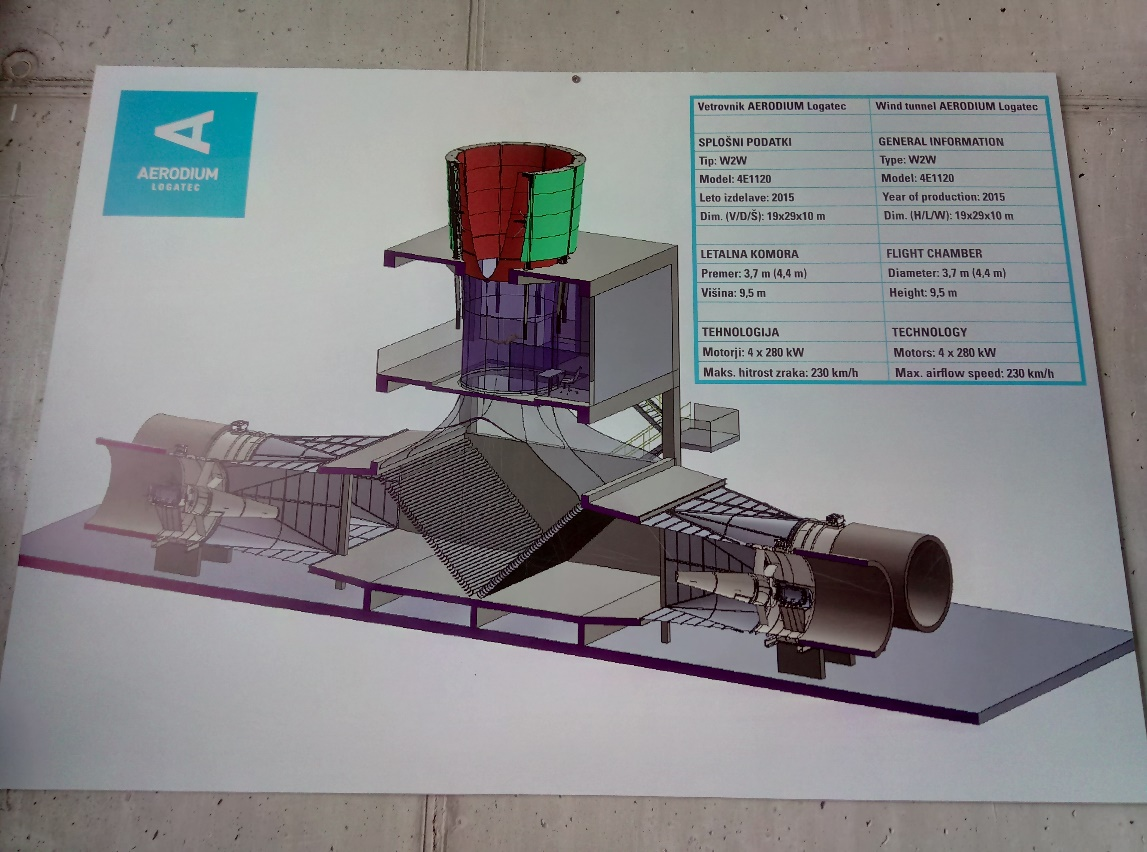 AERODIUM
LOGATEC
Vetrovnik AERODIUM Logatec Wind tunnel AERODIUM Logatec
SPLOŠNI PODATKI GENERAL INFORMATION
Tip: W2W Type: W2W
Model: 4E1120 Model: 4E1120
Leto izdelave: 2015 Year of production: 2015
Dim. (V/D/Š): 19x29x10 m Dim. (H/L/W): 19x29x10 m
LETALNA KOMORA FLIGHT CHAMBER
Premer: 3,7 m (4,4 m) Diameter: 3,7 m (4,4 m)
Višina: 9,5 m Height: 9,5 m
TEHNOLOGIJA TECHNOLOGY
Motorji: 4 x 280 kW Motors: 4 x 280 kW
Maks. hitrost zraka: 230 km/h Max. airflow speed: 230 km/h